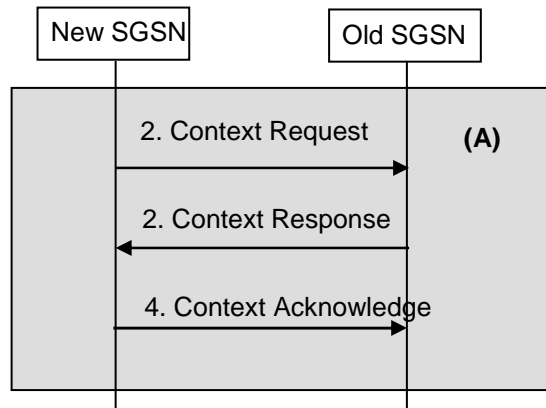 New SGSN
Old SGSN
2. Context Request
(A)
2. Context Response
4. Context Acknowledge